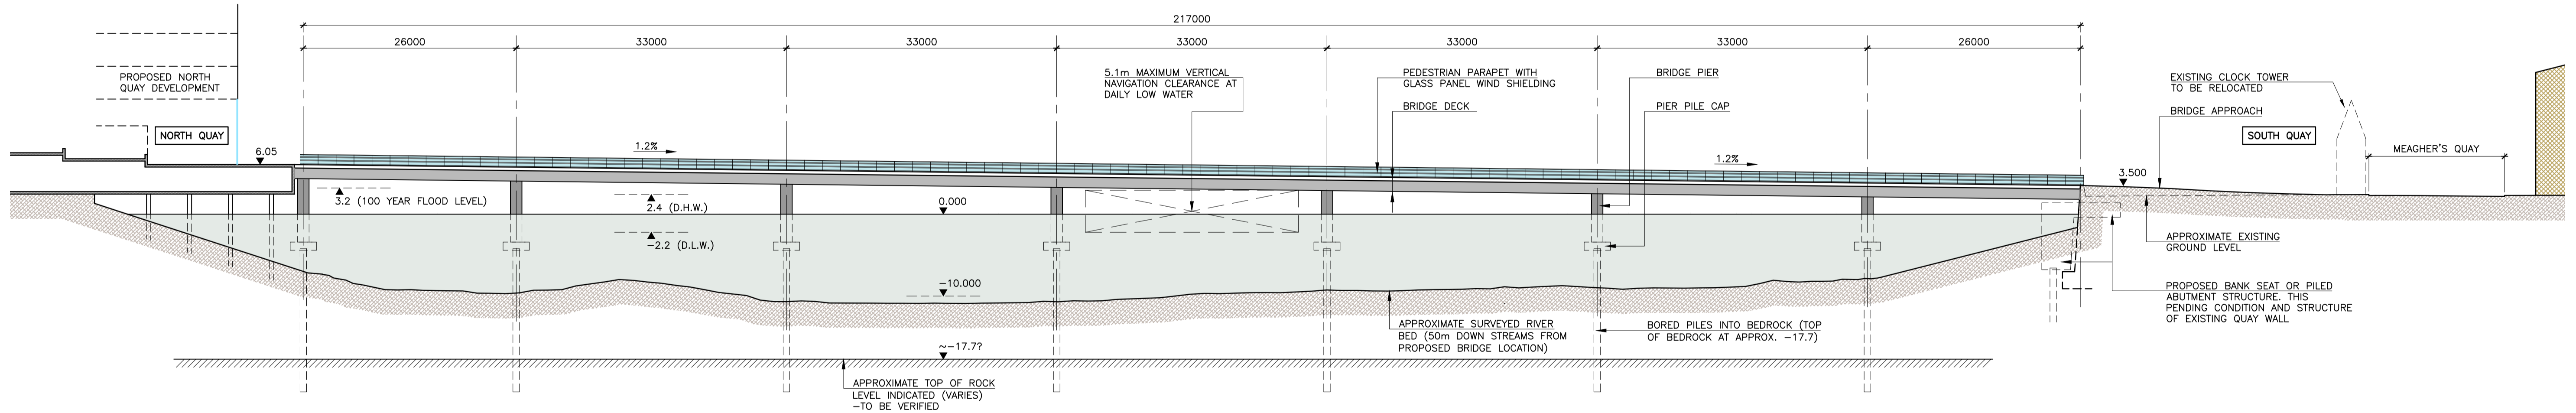 217000
26000
33000
33000
33000
33000
33000
26000
PROPOSED NORTH
QUAY DEVELOPMENT
NORTH QUAY
6.05
1.2%
5.1m MAXIMUM VERTICAL
NAVIGATION CLEARANCE AT
DAILY LOW WATER
PEDESTRIAN PARAPET WITH
GLASS PANEL WIND SHIELDING
BRIDGE DECK
BRIDGE PIER
PIER PILE CAP
1.2%
EXISTING CLOCK TOWER
TO BE RELOCATED
BRIDGE APPROACH
SOUTH QUAY
MEAGHER'S QUAY
3.500
3.2 (100 YEAR FLOOD LEVEL)
2.4 (D.H.W.)
0.000
-2.2 (D.L.W.)
-10.000
~-17.7?
APPROXIMATE EXISTING
GROUND LEVEL
PROPOSED BANK SEAT OR PILED
ABUTMENT STRUCTURE. THIS
PENDING CONDITION AND STRUCTURE
OF EXISTING QUAY WALL
APPROXIMATE SURVEYED RIVER
BED (50m DOWN STREAMS FROM
PROPOSED BRIDGE LOCATION)
BORED PILES INTO BEDROCK (TOP
OF BEDROCK AT APPROX. -17.7)
APPROXIMATE TOP OF ROCK
LEVEL INDICATED (VARIES)
-TO BE VERIFIED